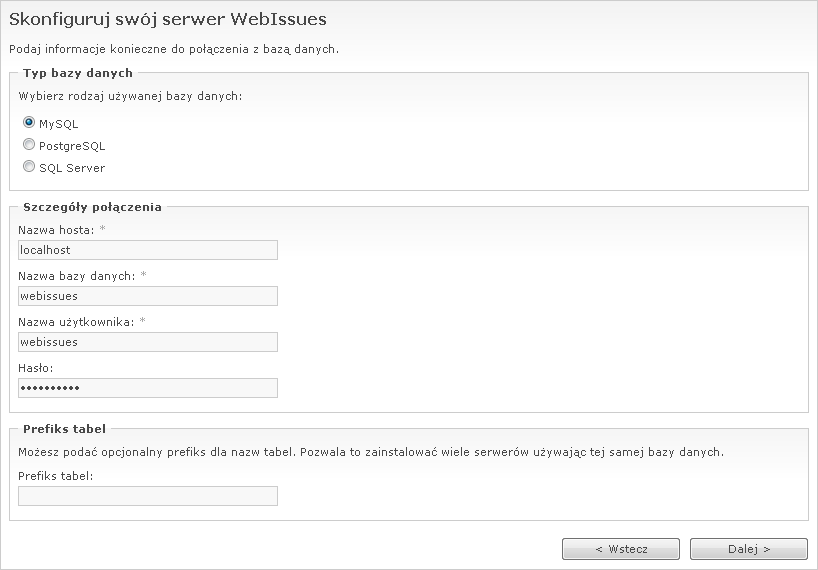 Skonfiguruj swój serwer WebIssues
Podaj informacje konieczne do połączenia z bazą danych.
Typ bazy danych
Wybierz rodzaj używanej bazy danych:
MySQL
PostgreSQL
SQL Server
Szczegóły połączenia
Nazwa hosta: *
localhost
Nazwa bazy danych: *
webissues
Nazwa użytkownika: *
webissues
Hasło:
••••••••••
Prefiks tabel
Możesz podać opcjonalny prefiks dla nazw tabel. Pozwala to zainstalować wiele serwerów używając tej samej bazy danych.
Prefiks tabel:
< Wstecz
Dalej >